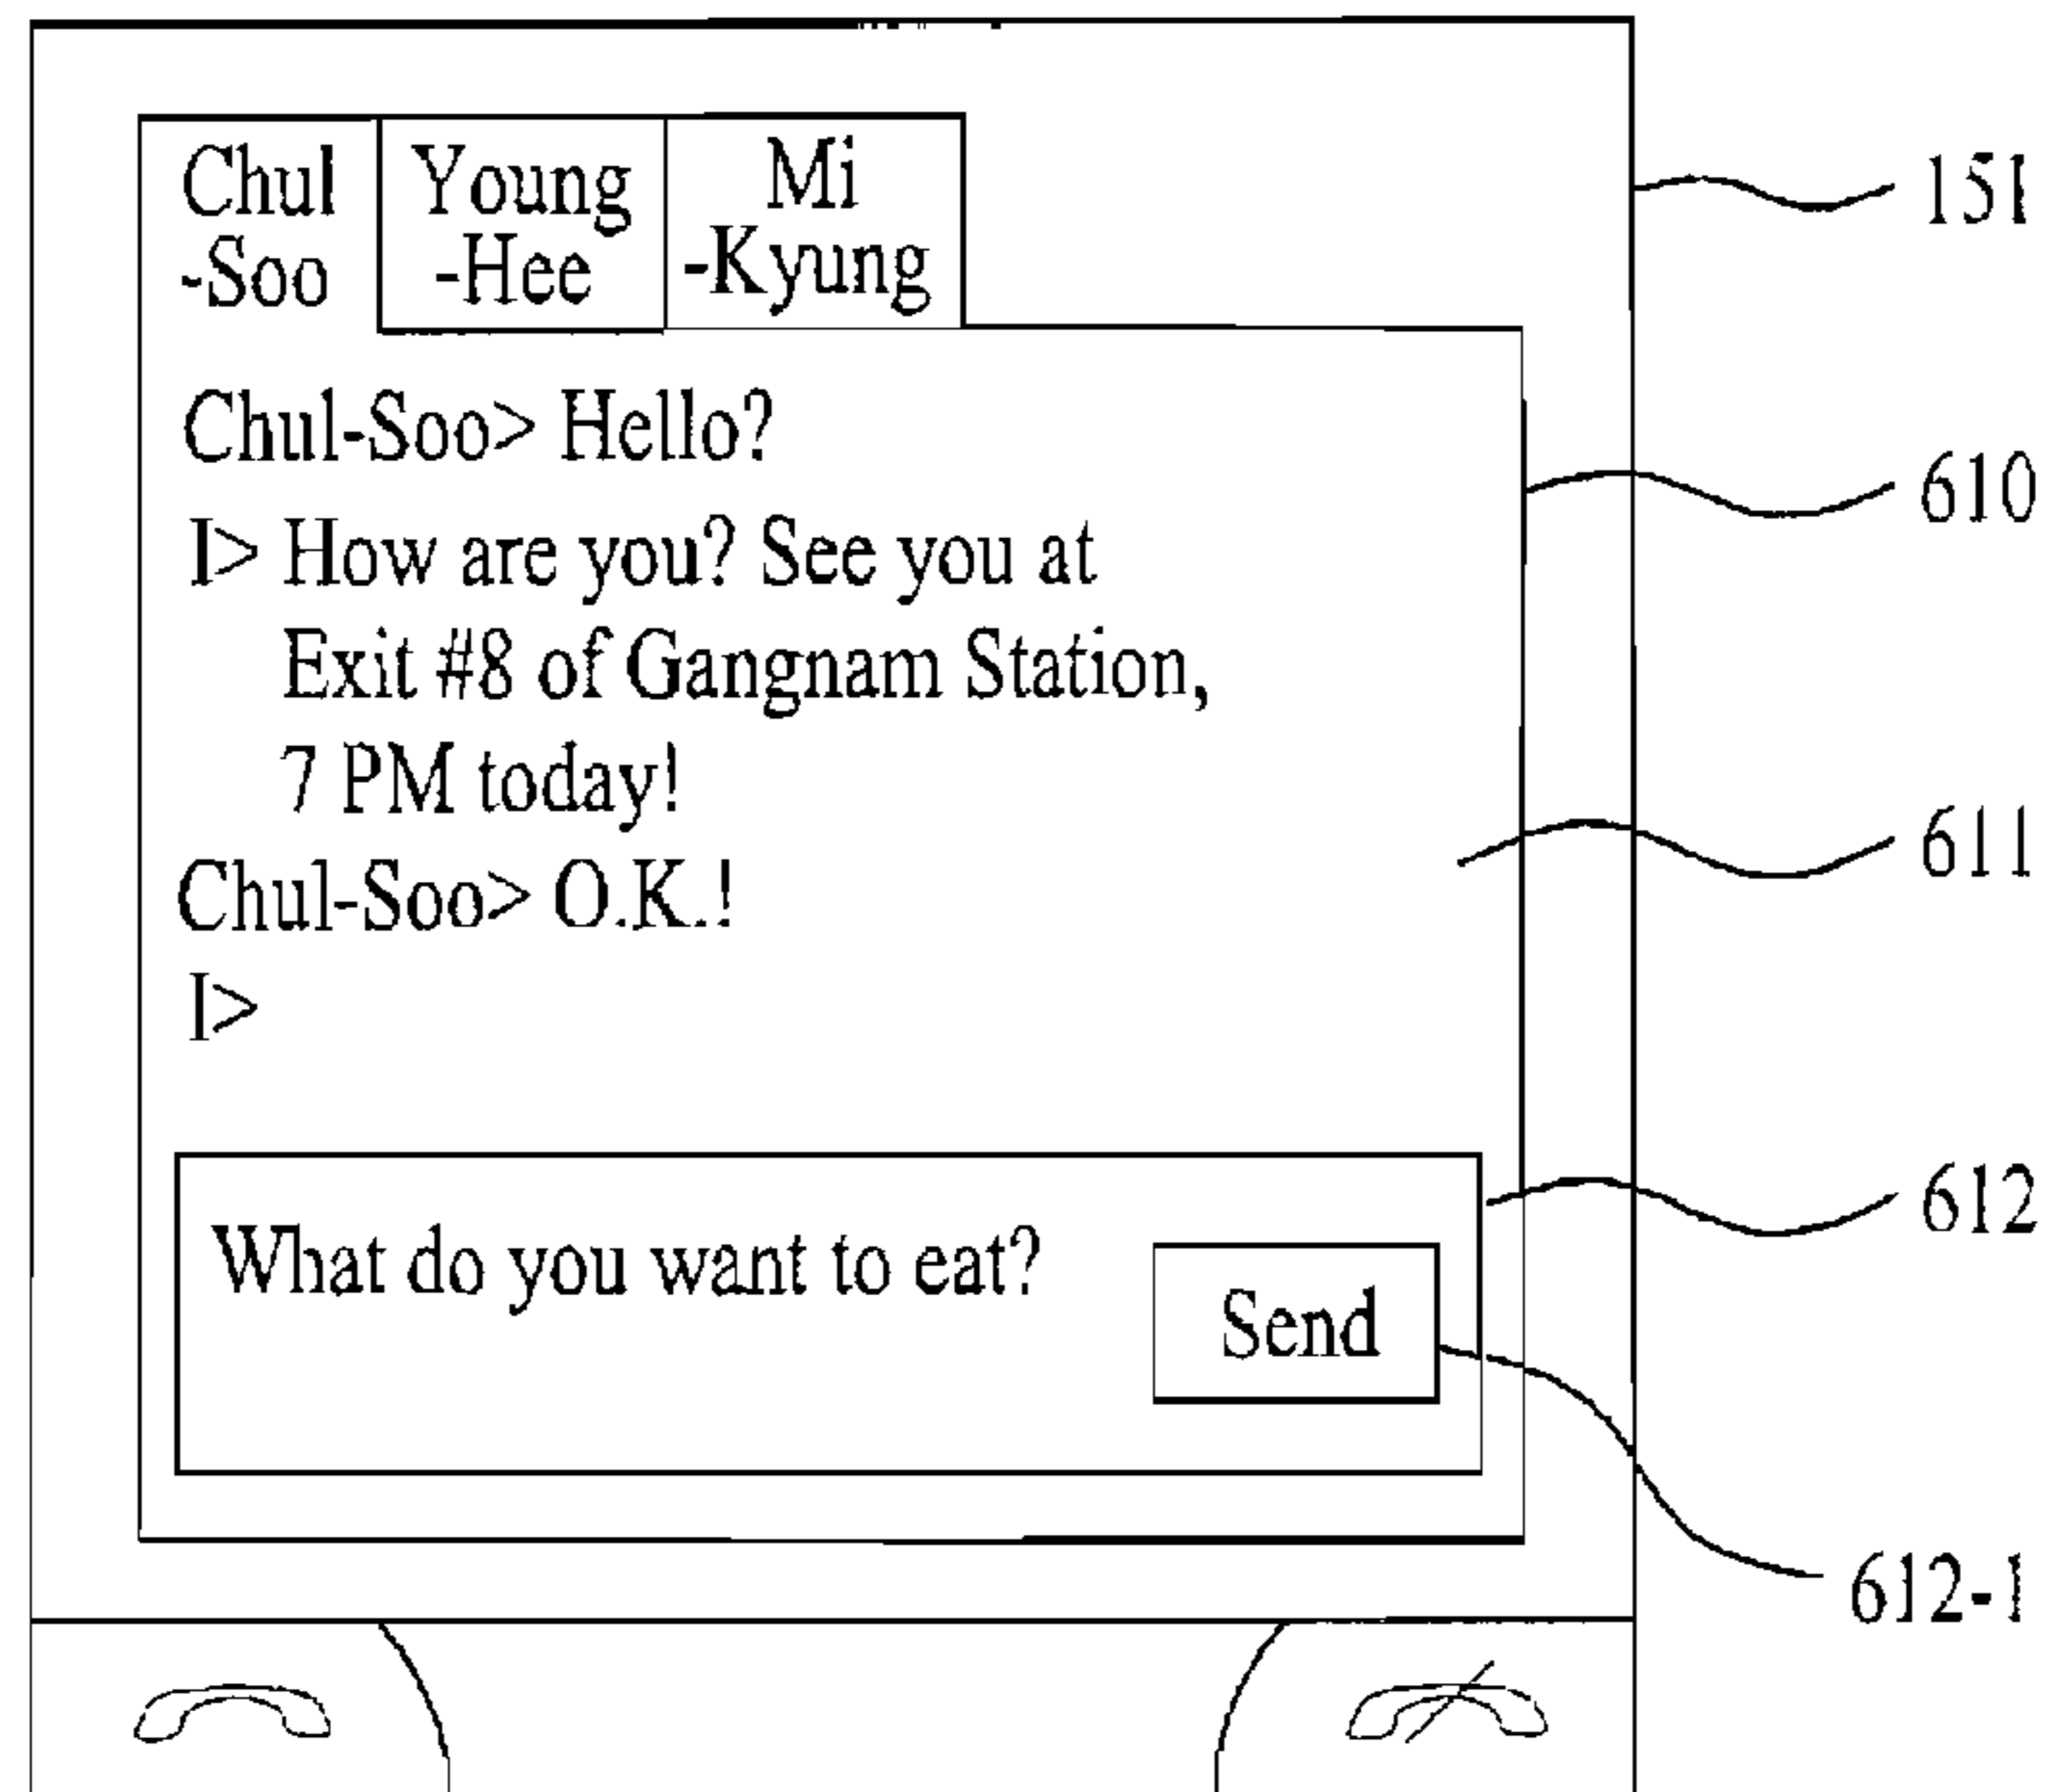 Chul
-Soo
Young
-Hee
Mi
-Kyung
151
Chul-Soo> Hello?
610
I> How are you? See you at
Exit #8 of Gangnam Station,
7 PM today!
611
Chul-Soo> O.K.!
I>
612
What do you want to eat?
Send
612-1